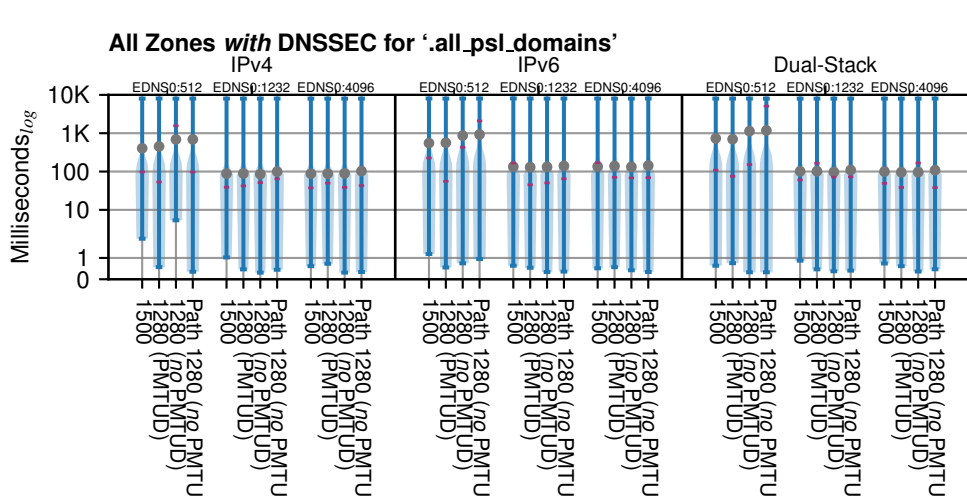 All Zones with DNSSEC for ‘.all_psl_domains’
IPv4
IPv6
Dual-Stack
EDNS0:512 EDNS0:1232 EDNS0:4096
EDNS0:512 EDNS0:1232 EDNS0:4096
EDNS0:512 EDNS0:1232 EDNS0:4096
Milliseconds_log
10K
1K
100
10
1
0
1500
1280 (PMTUD)
1280 (no PMTUD)
Path 1280 (no PMTU
1500
1280 (PMTUD)
1280 (no PMTUD)
Path 1280 (no PMTU
1500
1280 (PMTUD)
1280 (no PMTUD)
Path 1280 (no PMTU
1500
1280 (PMTUD)
1280 (no PMTUD)
Path 1280 (no PMTU
1500
1280 (PMTUD)
1280 (no PMTUD)
Path 1280 (no PMTU
1500
1280 (PMTUD)
1280 (no PMTUD)
Path 1280 (no PMTU
1500
1280 (PMTUD)
1280 (no PMTUD)
Path 1280 (no PMTU
1500
1280 (PMTUD)
1280 (no PMTUD)
Path 1280 (no PMTU
1500
1280 (PMTUD)
1280 (no PMTUD)
Path 1280 (no PMTU